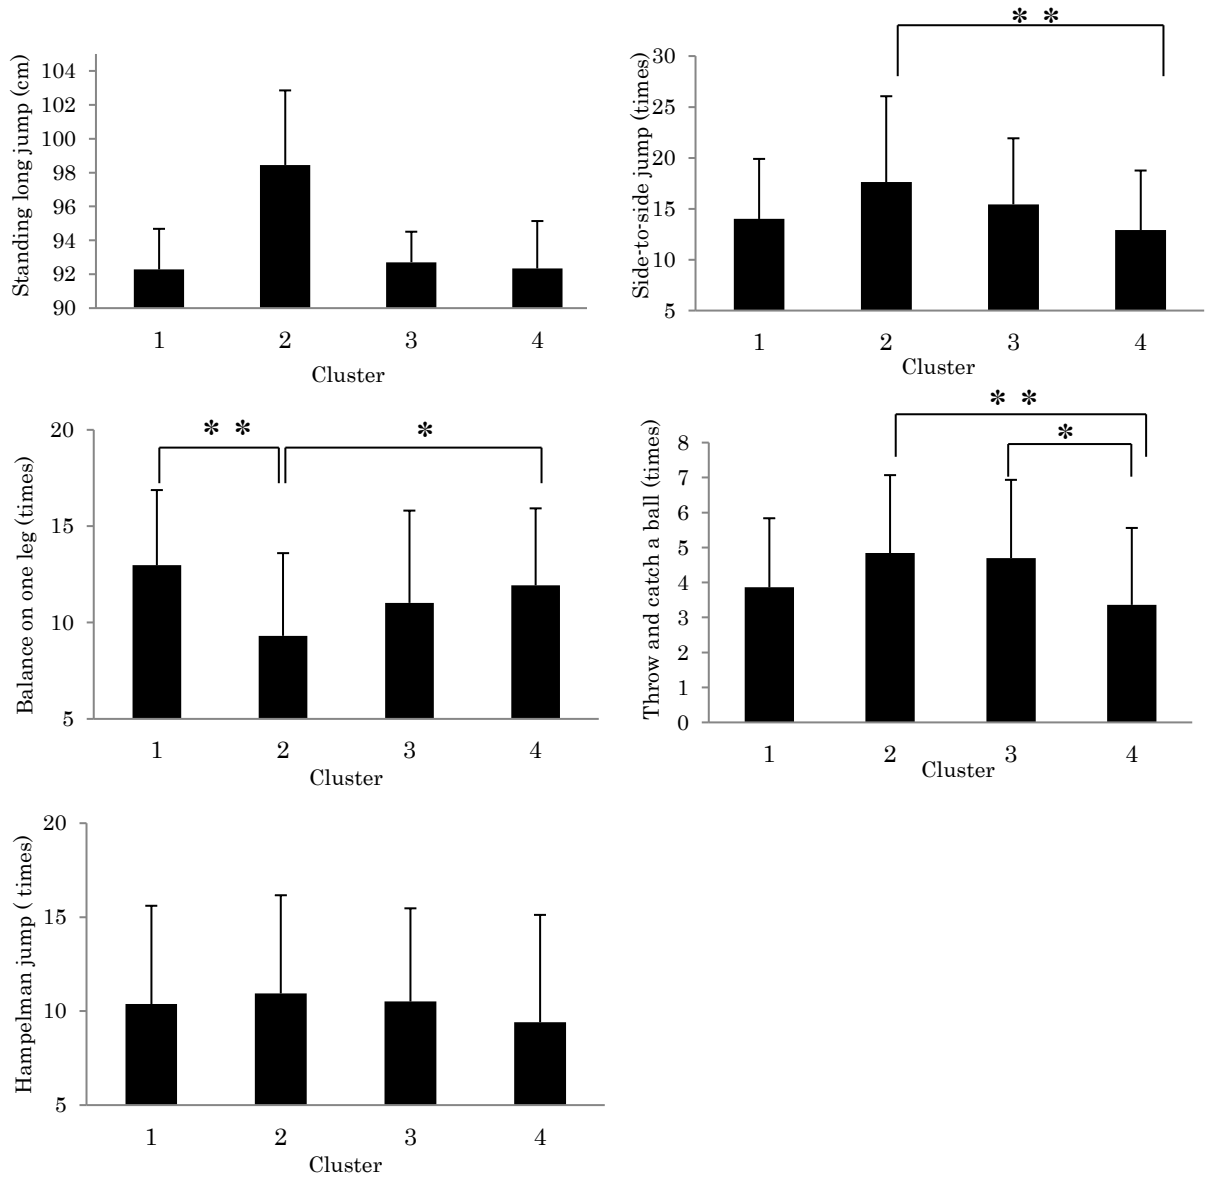 Standing long jump (cm)
104
102
100
98
96
94
92
90
1 2 3 4
Cluster
* *
Side-to-side jump (times)
30
25
20
15
10
5
1 2 3 4
Cluster
* * *
Balance on one leg (times)
20
15
10
5
1 2 3 4
Cluster
* *
*
Throw and catch a ball (times)
8
7
6
5
4
3
2
1
0
1 2 3 4
Cluster
Hampelman jump ( times)
20
15
10
5
1 2 3 4
Cluster